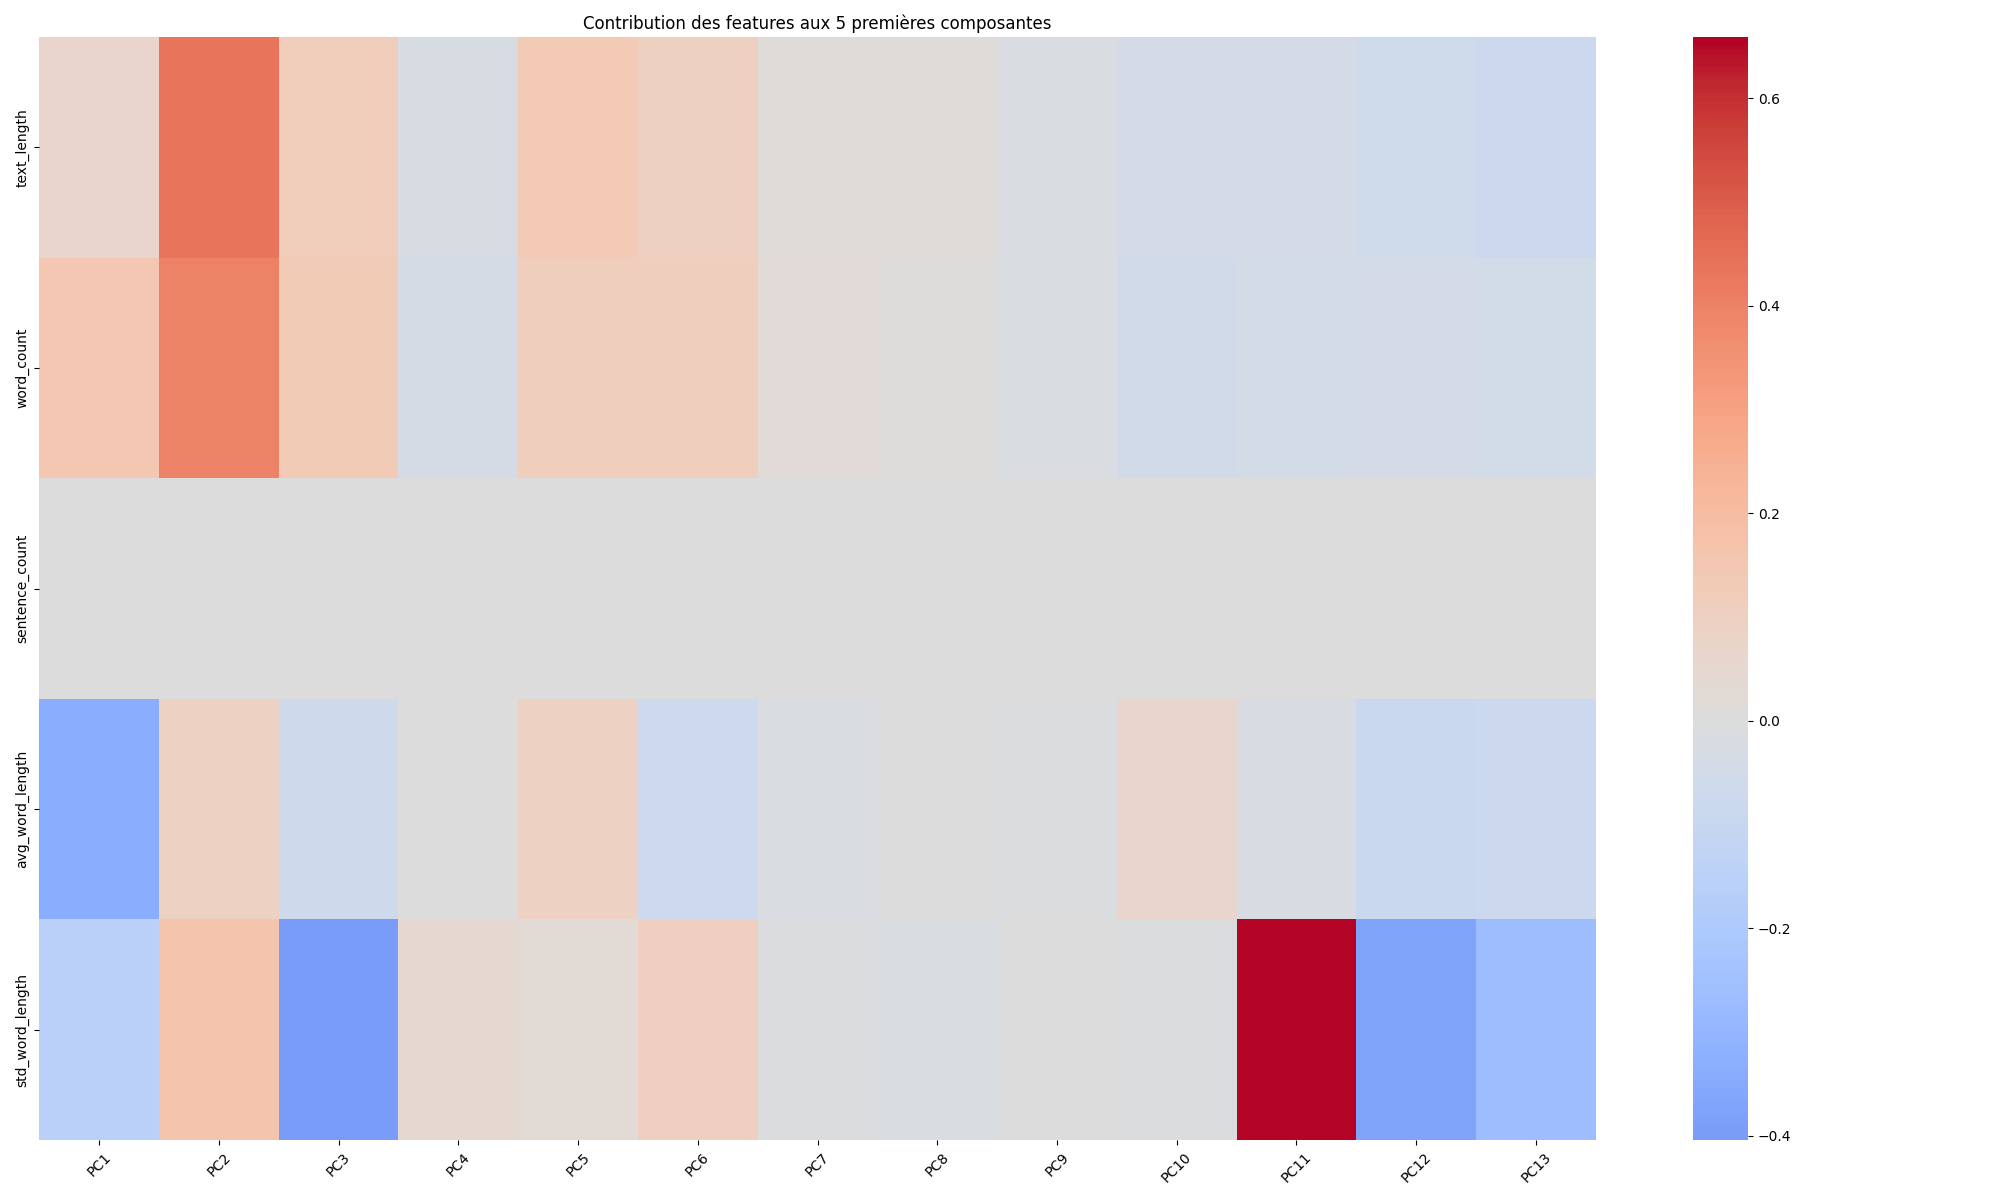 Contribution des features aux 5 premières composantes
text_length
word_count
sentence_count
avg_word_length
std_word_length
PC1
PC2
PC3
PC4
PC5
PC6
PC7
PC8
PC9
PC10
PC11
PC12
PC13
0.6
0.4
0.2
0.0
−0.2
−0.4